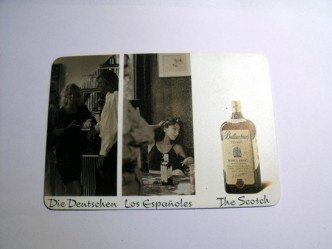 Die Deutschen
Los Españoles
The Scotch
Ballantine's